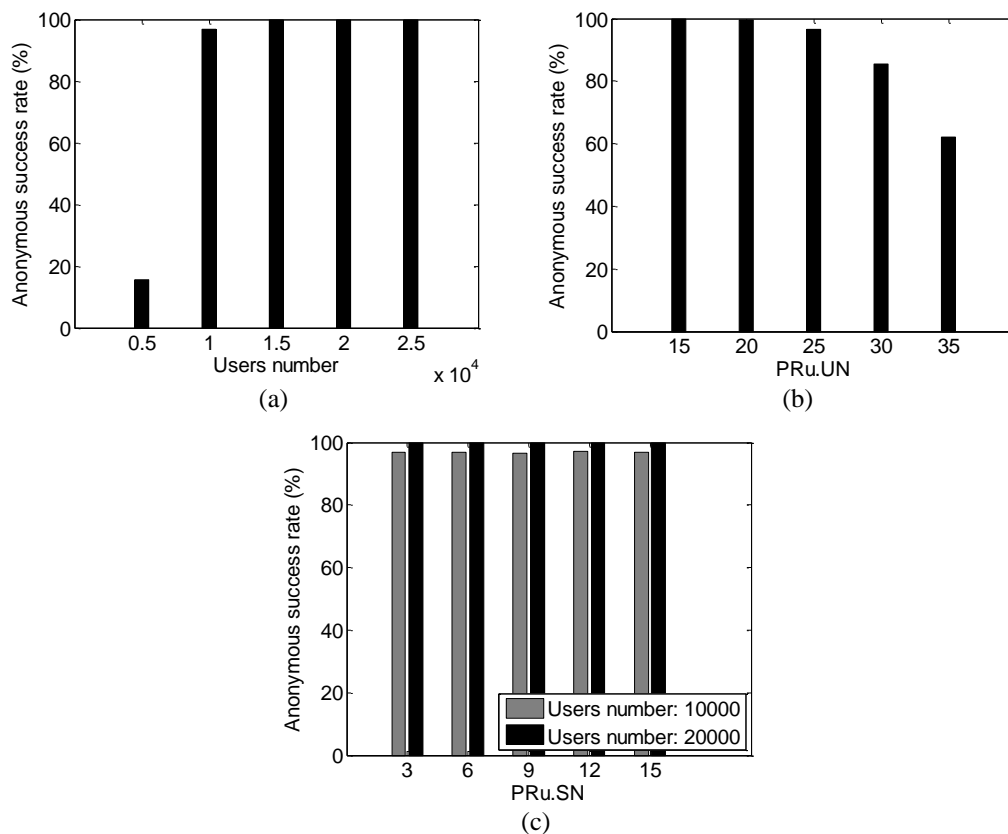 100
80
60
40
20
0
Anonymous success rate (%)
0.5 1 1.5 2 2.5
Users number
x 10^4
(a)
100
80
60
40
20
0
Anonymous success rate (%)
15 20 25 30 35
PRu.UN
(b)
100
80
60
40
20
0
Anonymous success rate (%)
Users number: 10000
Users number: 20000
3 6 9 12 15
PRu.SN
(c)